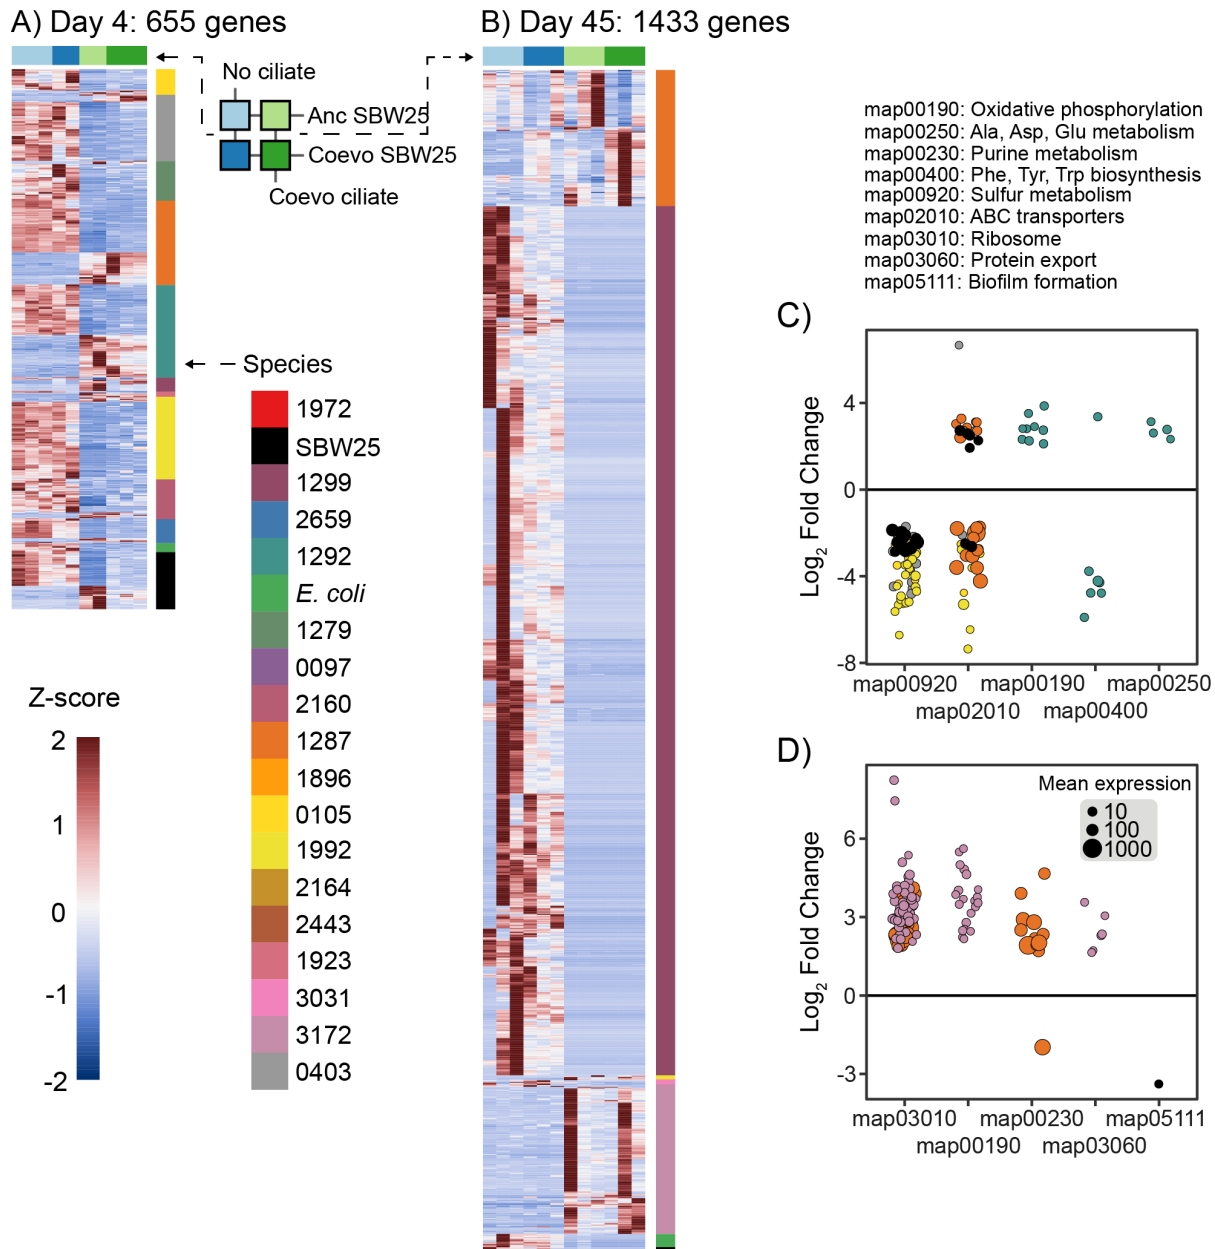 A) Day 4: 655 genes
B) Day 45: 1433 genes
No ciliate
Anc SBW25
Coevo SBW25
Coevo ciliate
map00190: Oxidative phosphorylation
map00250: Ala, Asp, Glu metabolism
map00230: Purine metabolism
map00400: Phe, Tyr, Trp biosynthesis
map00920: Sulfur metabolism
map02010: ABC transporters
map03010: Ribosome
map03060: Protein export
map05111: Biofilm formation
Species
1972
SBW25
1299
2659
1292
E. coli
1279
0097
2160
1287
1896
0105
1992
2164
2443
1923
3031
3172
0403
Z-score
2
1
0
-1
-2
C)
Log2 Fold Change
4
0
-4
-8
map00920
map00190
map00250
map02010
map00400
D)
Mean expression
10
100
1000
Log2 Fold Change
6
3
0
-3
map03010
map00230
map05111
map00190
map03060